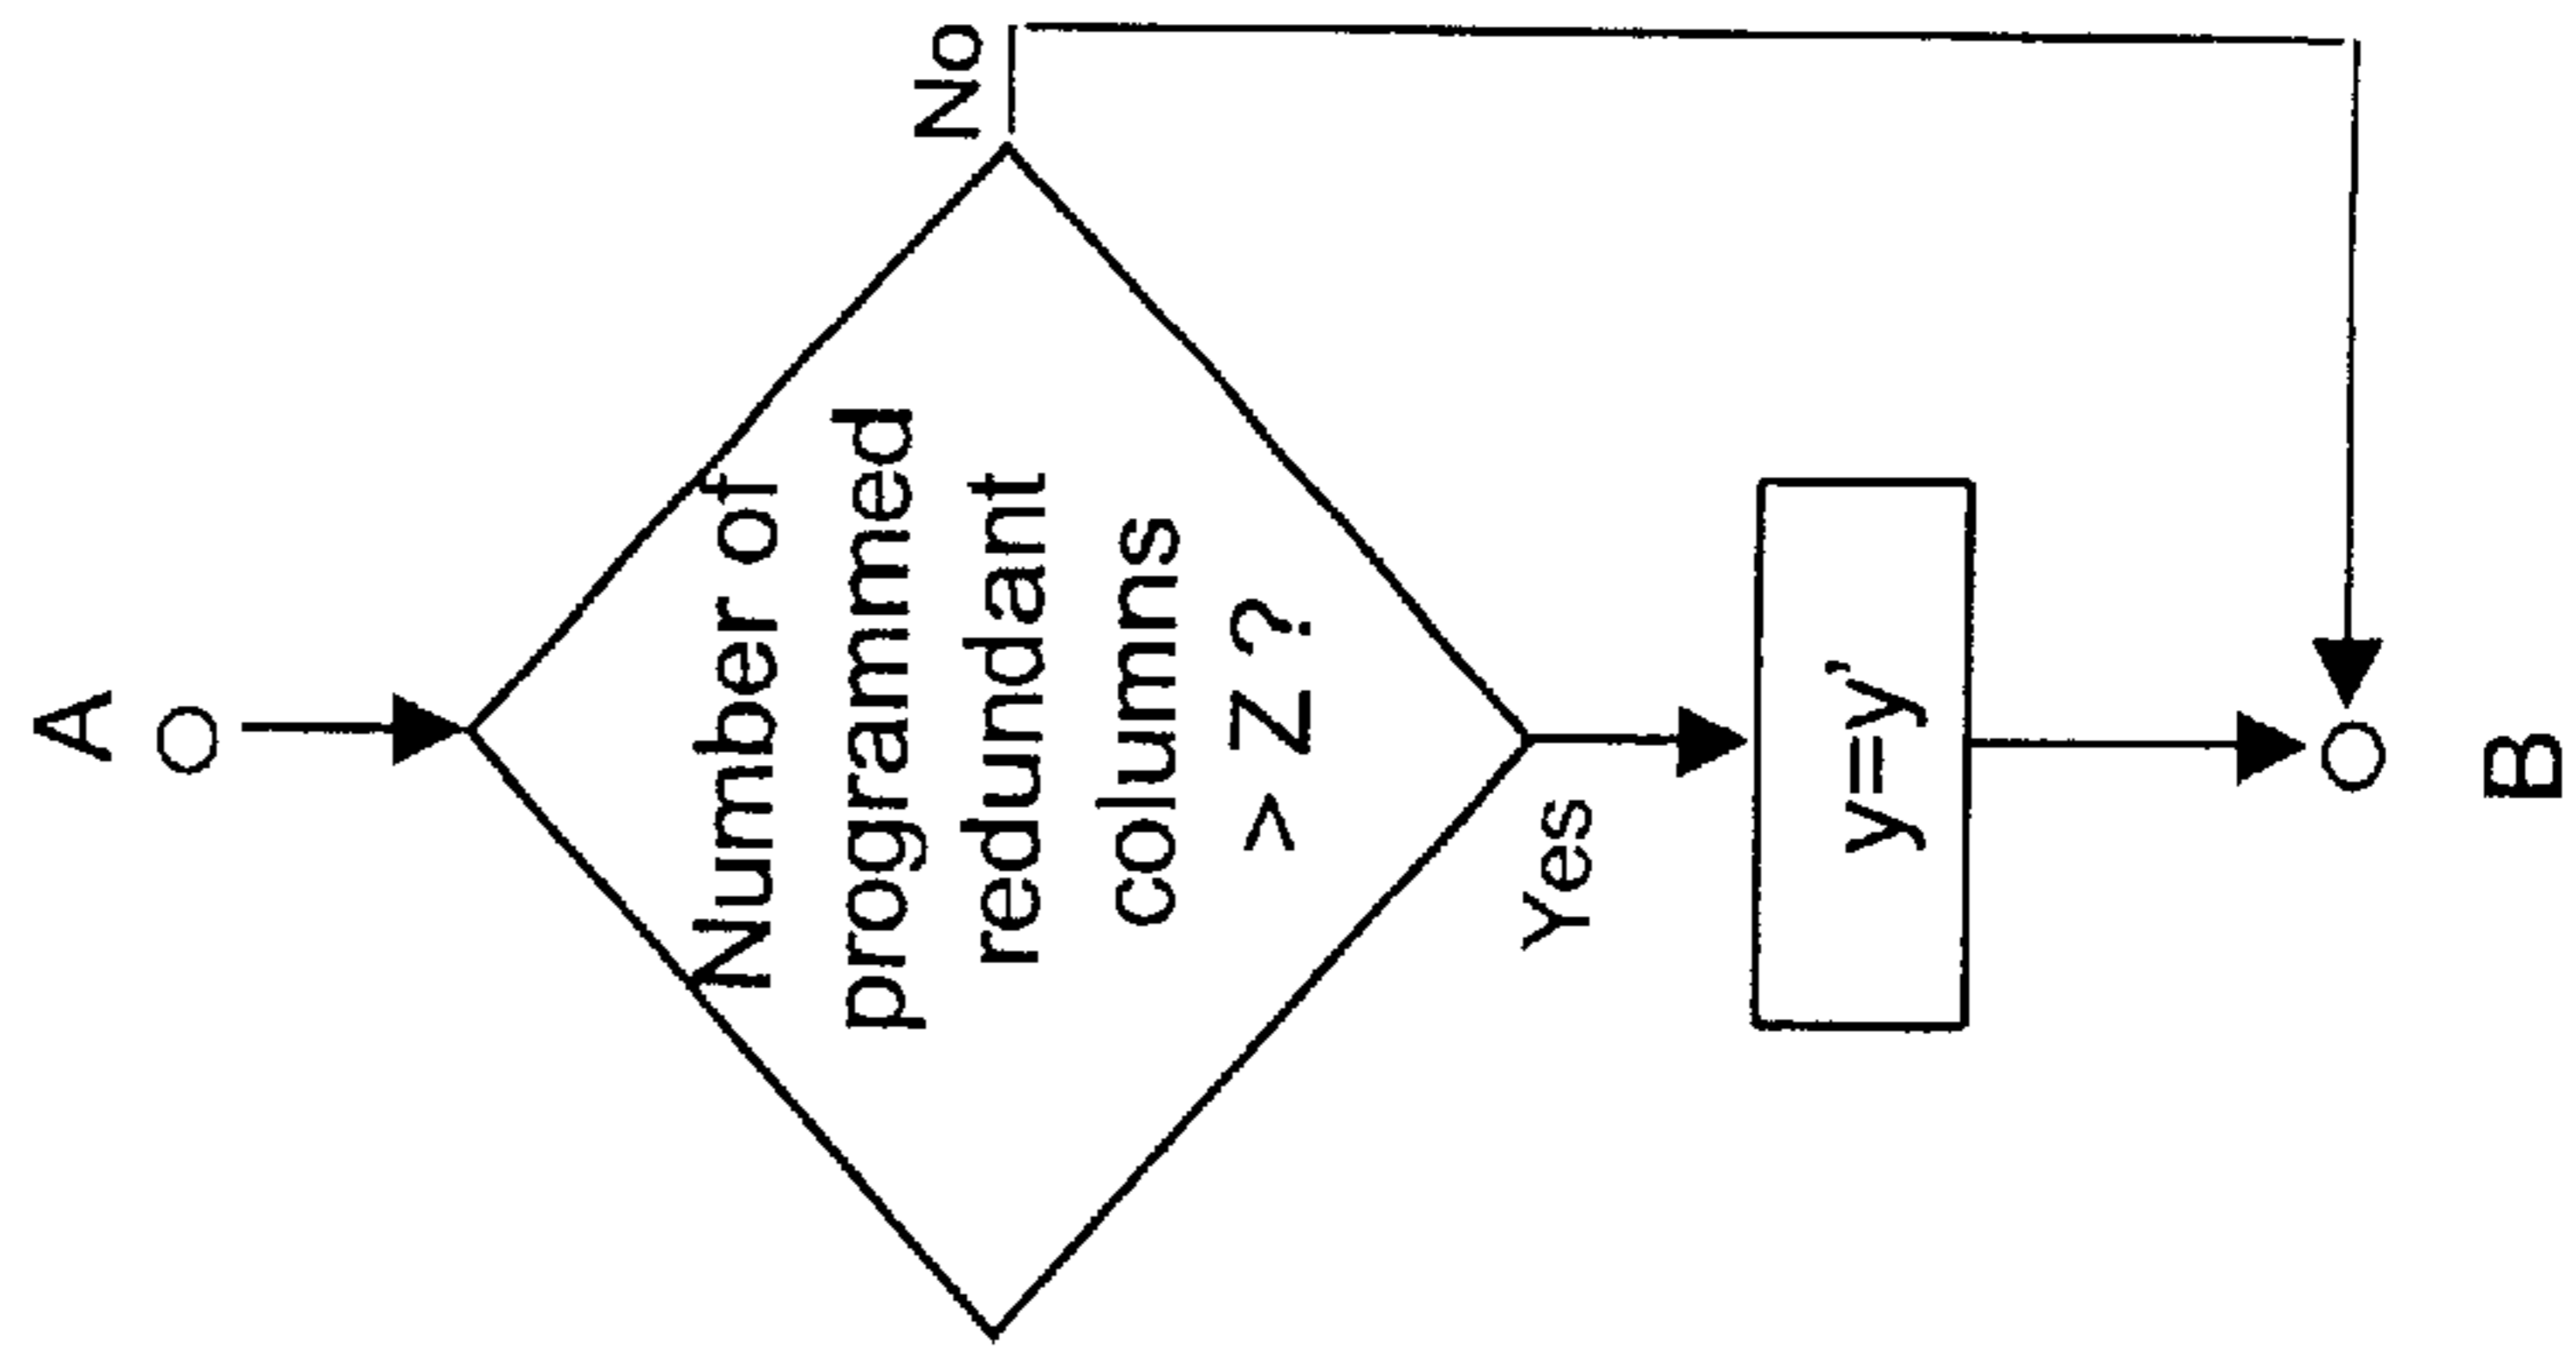 A
Number of
programmed
redundant
columns
> Z ?
No
Yes
y=y'
B